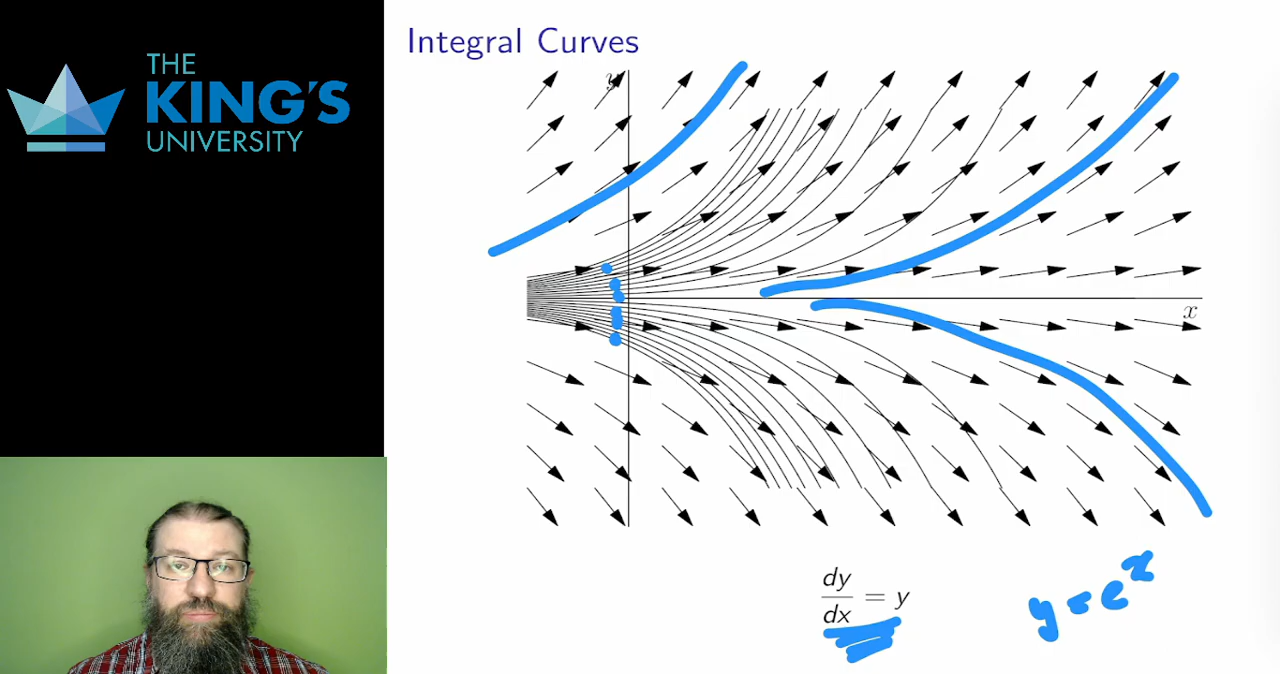 THE
KING'S
UNIVERSITY
Integral Curves
y
x
dy/dx = y
y = e^x